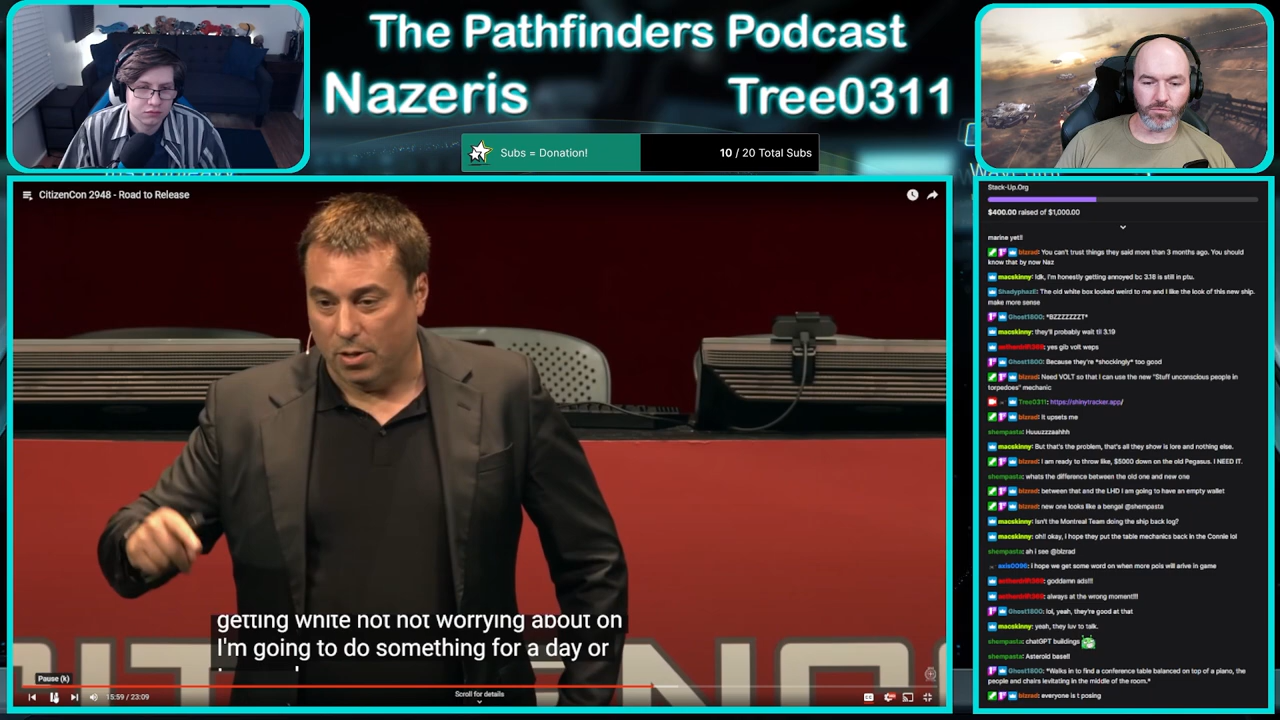 The Pathfinders Podcast
Nazeris
Tree0311
Subs = Donation!
10 / 20 Total Subs
CitizenCon 2948 - Road to Release
getting white hot not worrying about on
I'm going to do something for a day or
Pause (k)
15:59 / 23:09
Scroll for details
Stack-Up.Org
$400.00 raised of $1,000.00
marine yet!!
blzrad: You can't trust things they said more than 3 months ago. You should
know that by now Naz
macskinny: Idk, I'm honestly getting annoyed bc 3.18 is still in ptu.
ShadyphazE: The old white box looked weird to me and I like the look of this new ship.
make more sense
Ghost1800: *BZZZZZZZT*
macskinny: they'll probably wait til 3.19
yes gib volt weps
Ghost1800: Because they're *shockingly* too good
blzrad: Need VOLT so that I can use the new "Stuff unconscious people in
torpedoes" mechanic
Tree0311: https://shinytracker.app/
blzrad: It upsets me
shempasta: Huuuzzzaahhh
macskinny: But that's the problem, that's all they show is lore and nothing else.
blzrad: I am ready to throw like, $5000 down on the old Pegasus. I NEED IT.
shempasta: whats the difference between the old one and new one
blzrad: between that and the LHD I am going to have an empty wallet
blzrad: new one looks like a bengal @shempasta
macskinny: Isn't the Montreal Team doing the ship back log?
macskinny: oh!! okay, i hope they put the table mechanics back in the Connie lol
shempasta: ah i see @blzrad
axis0096: i hope we get some word on when more pois will arive in game
goddamn ads!!!
always at the wrong moment!!!
Ghost1800: lol, yeah, they're good at that
macskinny: yeah, they luv to talk.
shempasta: chatGPT buildings
shempasta: Asteroid base!!
Ghost1800: *Walks in to find a conference table balanced on top of a piano, the
people and chairs levitating in the middle of the room.*
blzrad: everyone is t posing